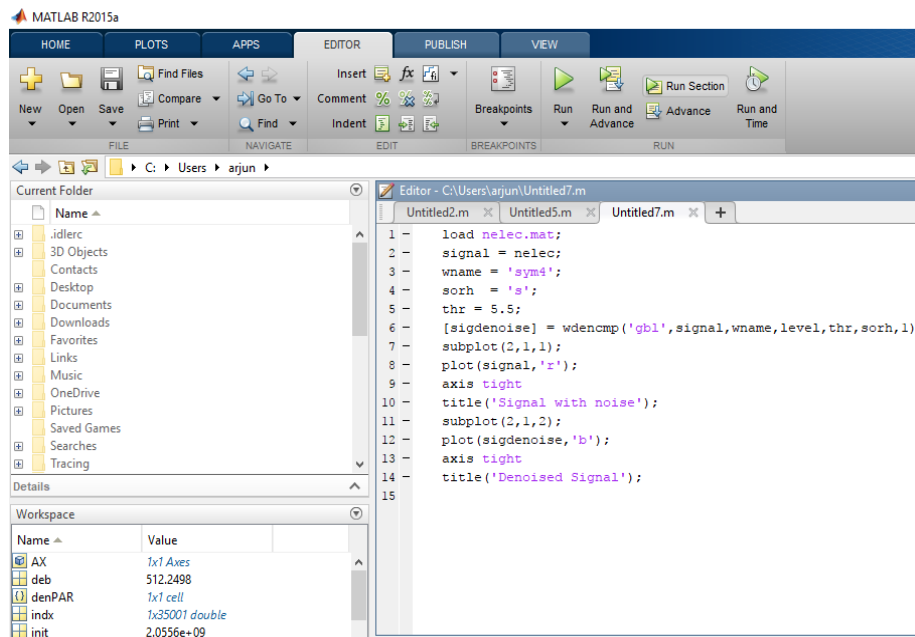 MATLAB R2015a
HOME PLOTS APPS EDITOR PUBLISH VIEW
New Open Save Find Files Compare Print
FILE
Go To Find
NAVIGATE
Insert fx
Comment
Indent
EDIT
Breakpoints
BREAKPOINTS
Run Run and Advance Run Section Advance Run and Time
RUN
C: Users arjun
Current Folder
Name
.idlerc
3D Objects
Contacts
Desktop
Documents
Downloads
Favorites
Links
Music
OneDrive
Pictures
Saved Games
Searches
Tracing
Details
Workspace
Name Value
AX 1x1 Axes
deb 512.2498
denPAR 1x1 cell
indx 1x35001 double
init 2.0556e+09
Editor - C:\Users\arjun\Untitled7.m
Untitled2.m Untitled5.m Untitled7.m
1 load nelec.mat;
2 signal = nelec;
3 wname = 'sym4';
4 sorh = 's';
5 thr = 5.5;
6 [sigdenoise] = wdencmp('gbl',signal,wname,level,thr,sorh,1)
7 subplot(2,1,1);
8 plot(signal,'r');
9 axis tight
10 title('Signal with noise');
11 subplot(2,1,2);
12 plot(sigdenoise,'b');
13 axis tight
14 title('Denoised Signal');
15